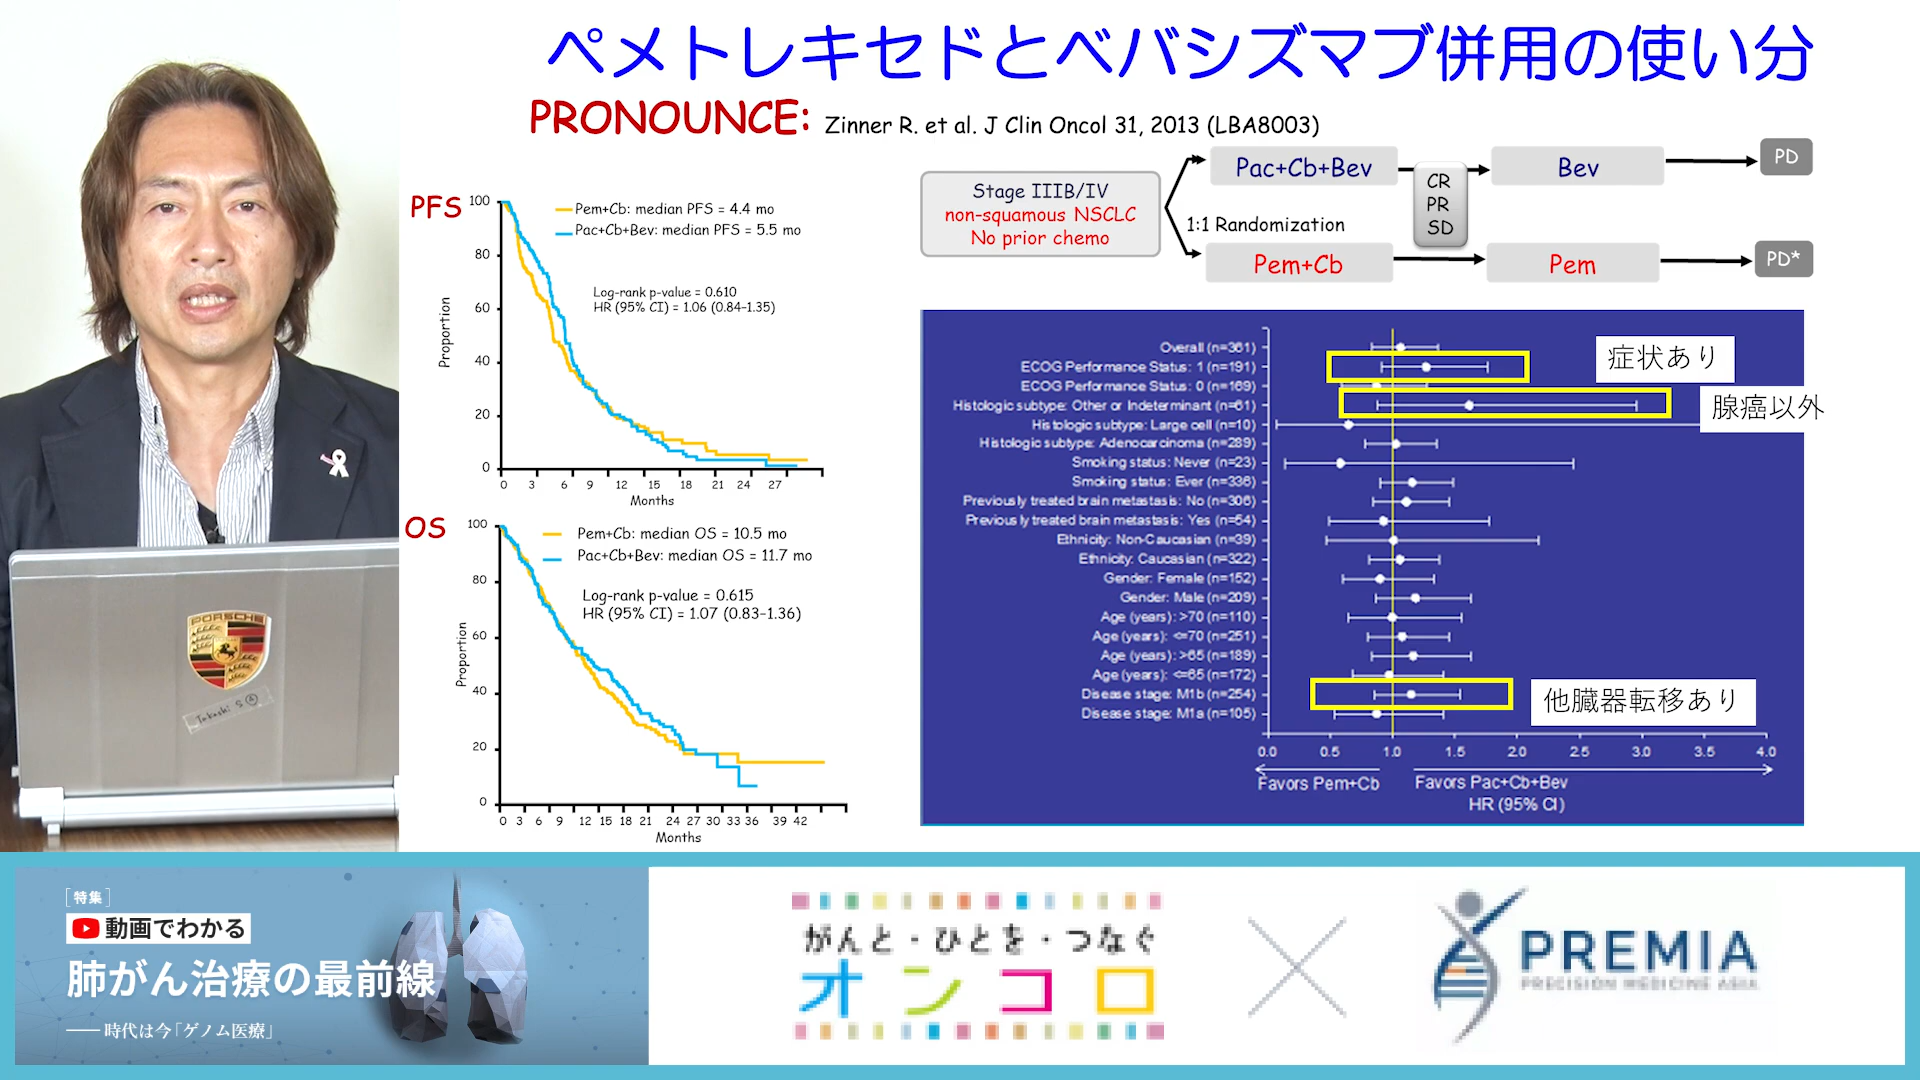 ペメトレキセドとベバシズマブ併用の使い分
PRONOUNCE: Zinner R. et al. J Clin Oncol 31, 2013 (LBA8003)
Stage IIIB/IV
non-squamous NSCLC
No prior chemo
1:1 Randomization
Pac+Cb+Bev
CR
PR
SD
Bev
PD
Pem+Cb
Pem
PD*
PFS
Pem+Cb: median PFS = 4.4 mo
Pac+Cb+Bev: median PFS = 5.5 mo
Log-rank p-value = 0.610
HR (95% CI) = 1.06 (0.84-1.35)
Proportion
100
80
60
40
20
0
0 3 6 9 12 15 18 21 24 27
Months
OS
Pem+Cb: median OS = 10.5 mo
Pac+Cb+Bev: median OS = 11.7 mo
Log-rank p-value = 0.615
HR (95% CI) = 1.07 (0.83-1.36)
Proportion
100
80
60
40
20
0
0 3 6 9 12 15 18 21 24 27 30 33 36 39 42
Months
Overall (n=361)
ECOG Performance Status: 1 (n=191)
症状あり
ECOG Performance Status: 0 (n=169)
Histologic subtype: Other or Indeterminant (n=61)
腺癌以外
Histologic subtype: Large cell (n=10)
Histologic subtype: Adenocarcinoma (n=289)
Smoking status: Never (n=23)
Smoking status: Ever (n=336)
Previously treated brain metastasis: No (n=306)
Previously treated brain metastasis: Yes (n=54)
Ethnicity: Non-Caucasian (n=39)
Ethnicity: Caucasian (n=322)
Gender: Female (n=152)
Gender: Male (n=209)
Age (years): >70 (n=110)
Age (years): <=70 (n=251)
Age (years): >65 (n=189)
Age (years): <=65 (n=172)
Disease stage: M1b (n=254)
他臓器転移あり
Disease stage: M1a (n=105)
0.0 0.5 1.0 1.5 2.0 2.5 3.0 3.5 4.0
Favors Pem+Cb Favors Pac+Cb+Bev
HR (95% CI)
PORSCHE
Takashi S
[特集]
動画でわかる
肺がん治療の最前線
── 時代は今「ゲノム医療」
がんと・ひとを・つなぐ
オンコロ
PREMIA
PRECISION MEDICINE ASIA